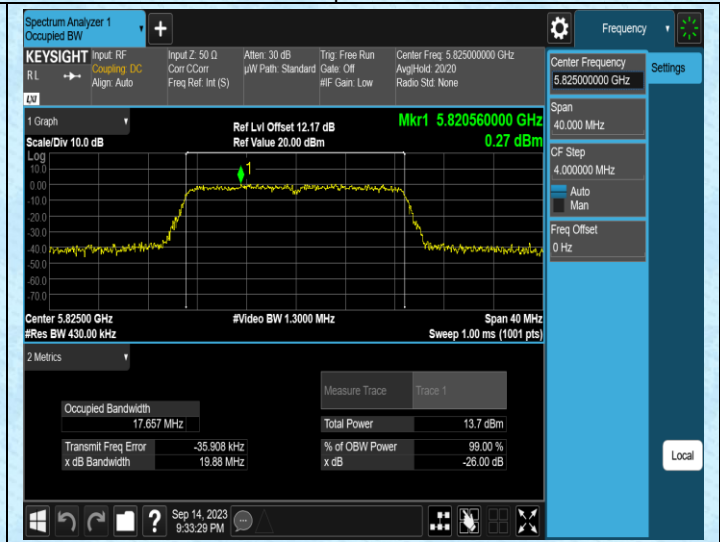 Spectrum Analyzer 1
Occupied BW
+
Frequency
KEYSIGHT
RL
LXI
Input: RF
Coupling: DC
Align: Auto
Input Z: 50 Ω
Corr CCorr
Freq Ref: Int (S)
Atten: 30 dB
µW Path: Standard
Trig: Free Run
Gate: Off
#IF Gain: Low
Center Freq: 5.825000000 GHz
Avg|Hold: 20/20
Radio Std: None
Center Frequency
5.825000000 GHz
Settings
Span
40.000 MHz
CF Step
4.000000 MHz
Auto
Man
Freq Offset
0 Hz
1 Graph
Scale/Div 10.0 dB
Ref Lvl Offset 12.17 dB
Ref Value 20.00 dBm
Mkr1 5.820560000 GHz
0.27 dBm
Log
10.0
0.00
-10.0
-20.0
-30.0
-40.0
-50.0
-60.0
-70.0
1
Center 5.82500 GHz
#Res BW 430.00 kHz
#Video BW 1.3000 MHz
Span 40 MHz
Sweep 1.00 ms (1001 pts)
2 Metrics
Measure Trace
Trace 1
Occupied Bandwidth
17.657 MHz
Total Power
13.7 dBm
Transmit Freq Error
-35.908 kHz
% of OBW Power
99.00 %
x dB Bandwidth
19.88 MHz
x dB
-26.00 dB
Local
?
Sep 14, 2023
9:33:29 PM